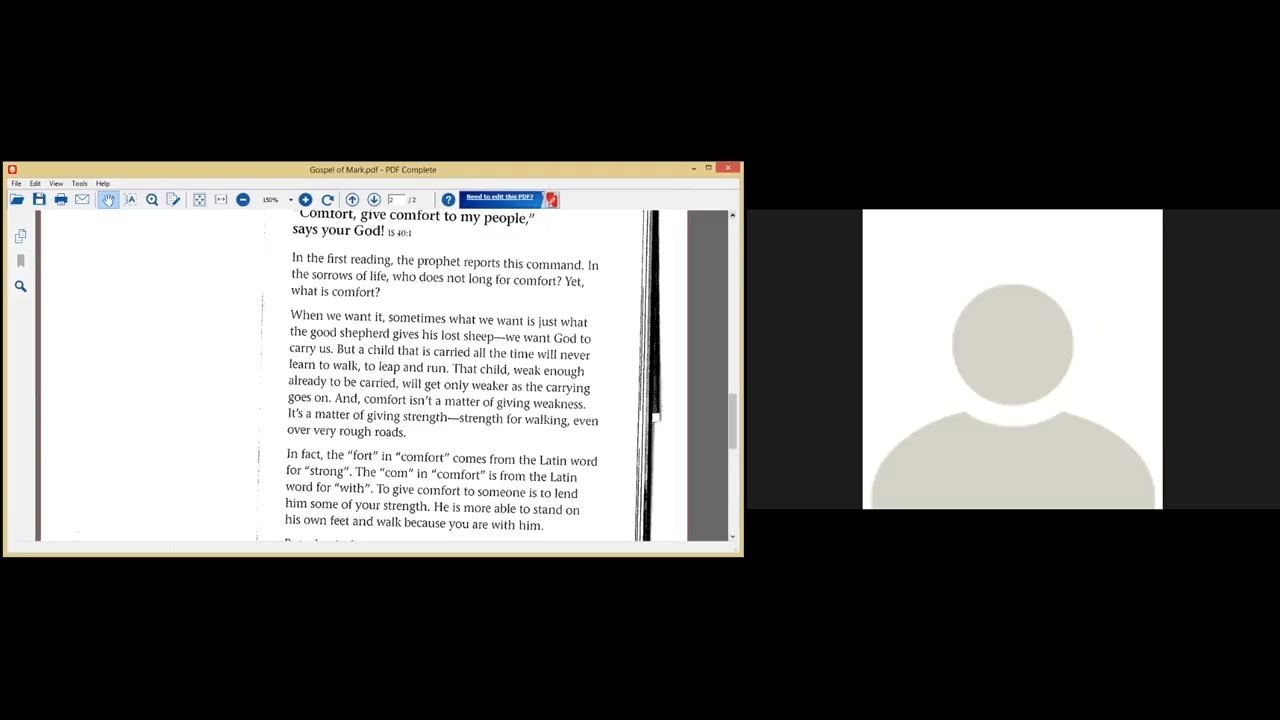 Gospel of Mark.pdf - PDF Complete
File Edit View Tools Help
150% 2 / 2 Need to edit this PDF?
"Comfort, give comfort to my people,"
says your God! IS 40:1
In the first reading, the prophet reports this command. In
the sorrows of life, who does not long for comfort? Yet,
what is comfort?
When we want it, sometimes what we want is just what
the good shepherd gives his lost sheep—we want God to
carry us. But a child that is carried all the time will never
learn to walk, to leap and run. That child, weak enough
already to be carried, will get only weaker as the carrying
goes on. And, comfort isn't a matter of giving weakness.
It's a matter of giving strength—strength for walking, even
over very rough roads.
In fact, the "fort" in "comfort" comes from the Latin word
for "strong". The "com" in "comfort" is from the Latin
word for "with". To give comfort to someone is to lend
him some of your strength. He is more able to stand on
his own feet and walk because you are with him.